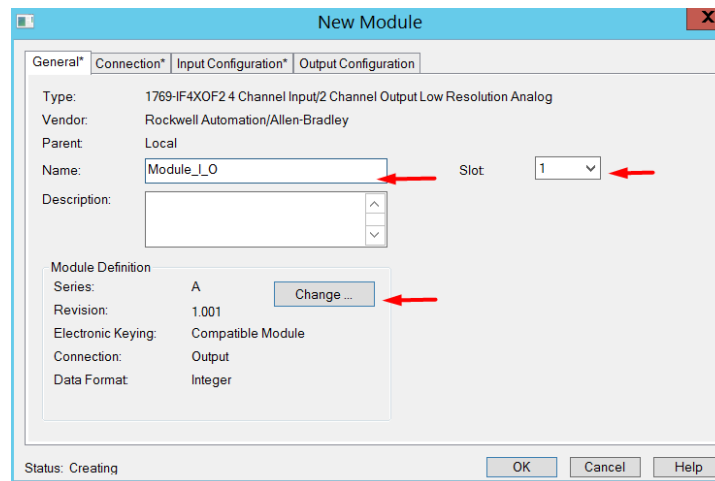 New Module
X
General* Connection* Input Configuration* Output Configuration
Type: 1769-IF4XOF2 4 Channel Input/2 Channel Output Low Resolution Analog
Vendor: Rockwell Automation/Allen-Bradley
Parent: Local
Name: Module_I_O Slot: 1
Description:
Module Definition
Series: A Change ...
Revision: 1.001
Electronic Keying: Compatible Module
Connection: Output
Data Format: Integer
Status: Creating OK Cancel Help